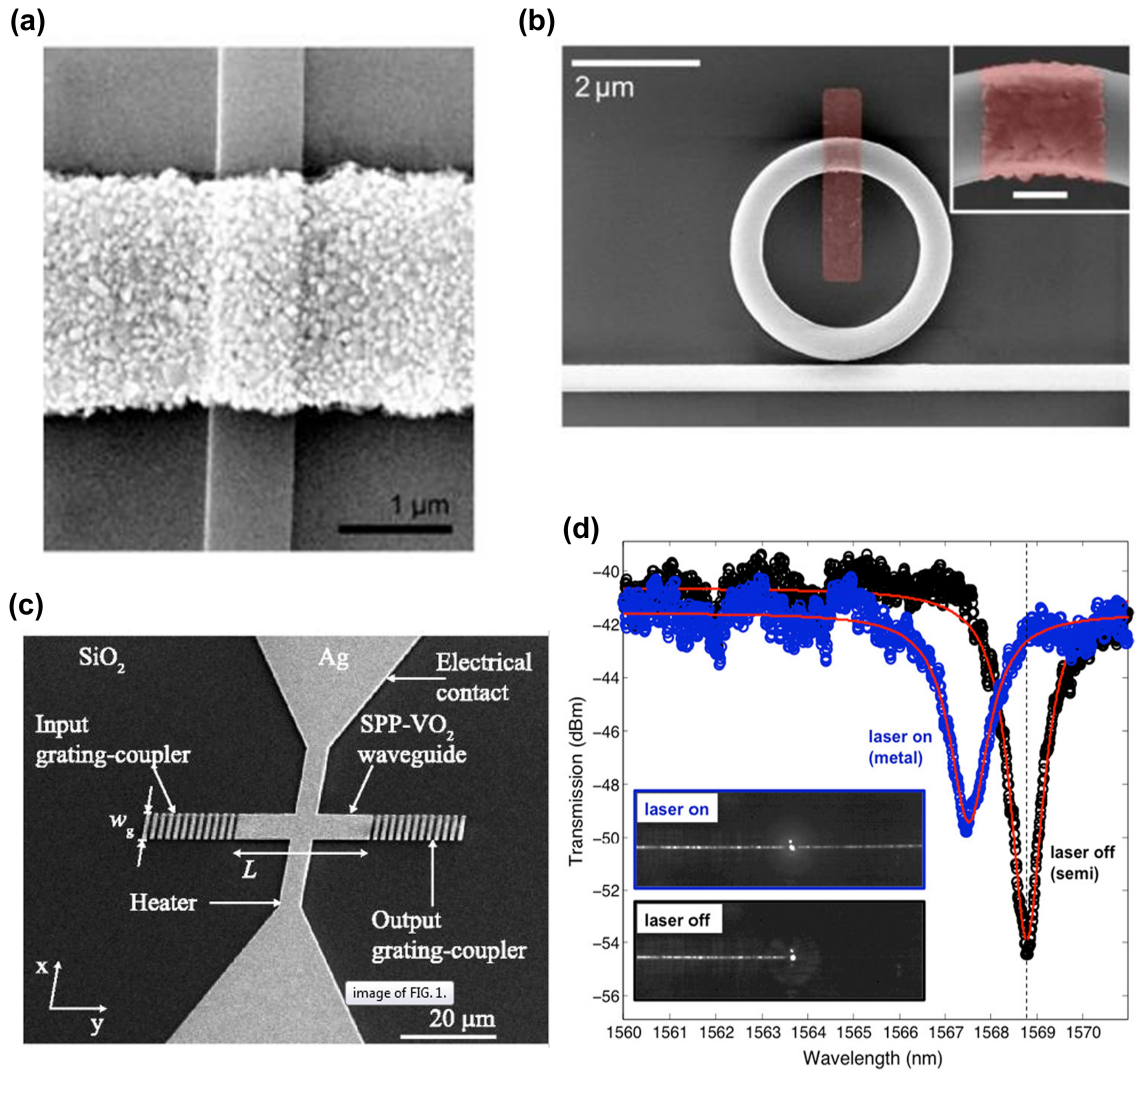 (a)
1 μm
(b)
2 μm
(c)
SiO2
Ag
Electrical
contact
Input
grating-coupler
SPP-VO2
waveguide
wg
L
Heater
Output
grating-coupler
x
y
image of FIG. 1.
20 μm
(d)
Transmission (dBm)
−40
−42
−44
−46
−48
−50
−52
−54
−56
laser on
(metal)
laser on
laser off
(semi)
laser off
1560 1561 1562 1563 1564 1565 1566 1567 1568 1569 1570
Wavelength (nm)